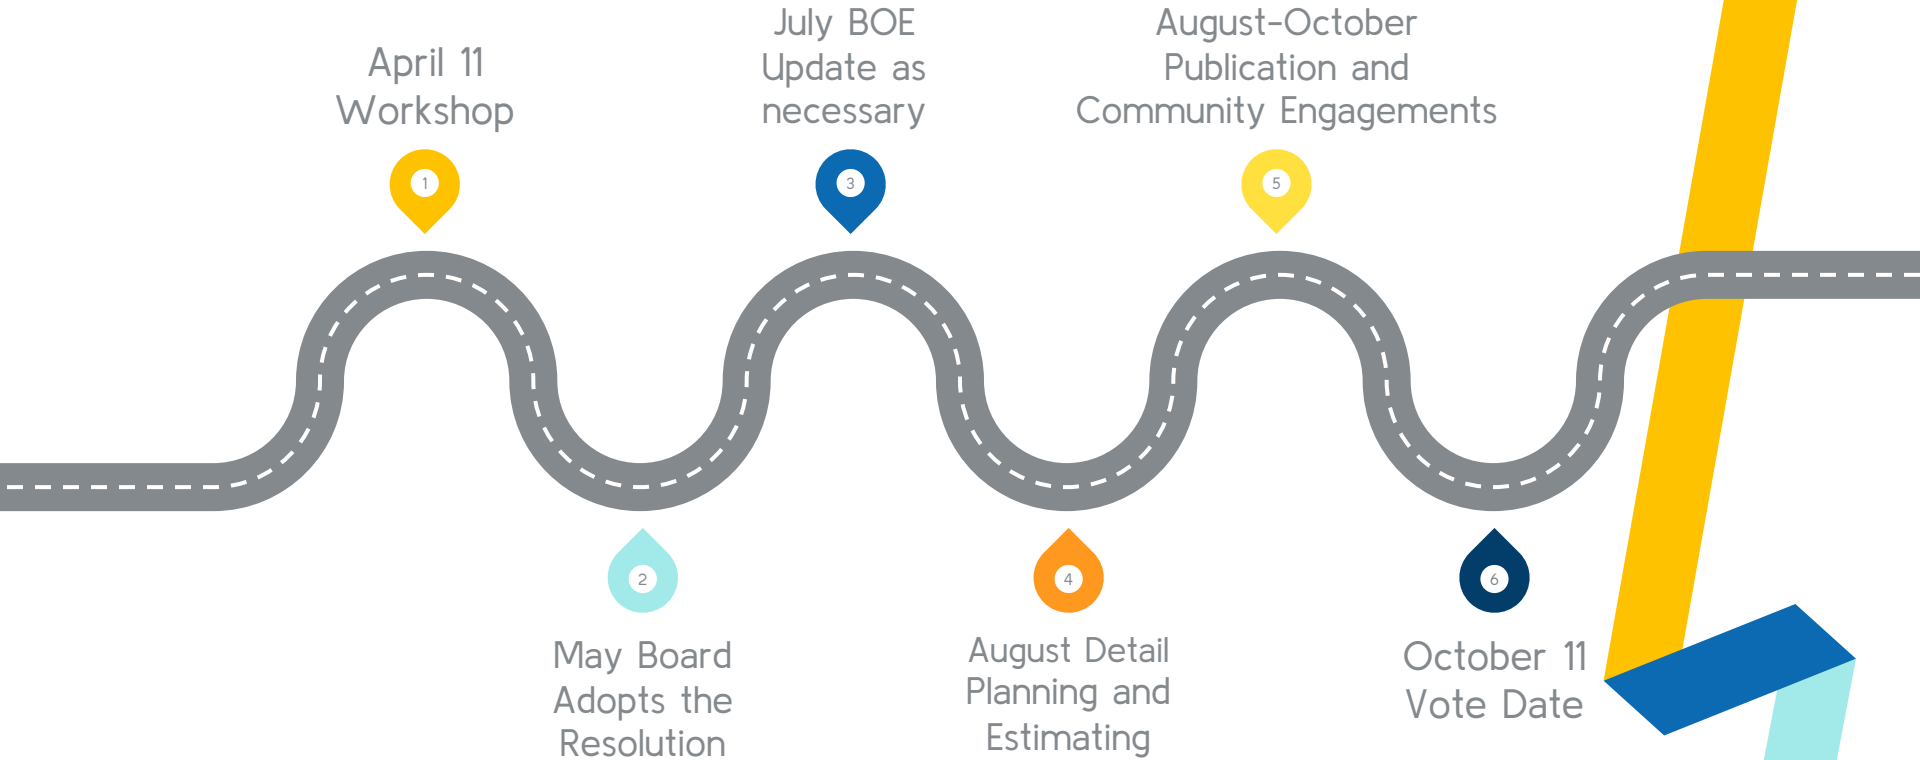 April 11
Workshop
1
May Board
Adopts the
Resolution
2
July BOE
Update as
necessary
3
August Detail
Planning and
Estimating
4
August-October
Publication and
Community Engagements
5
October 11
Vote Date
6